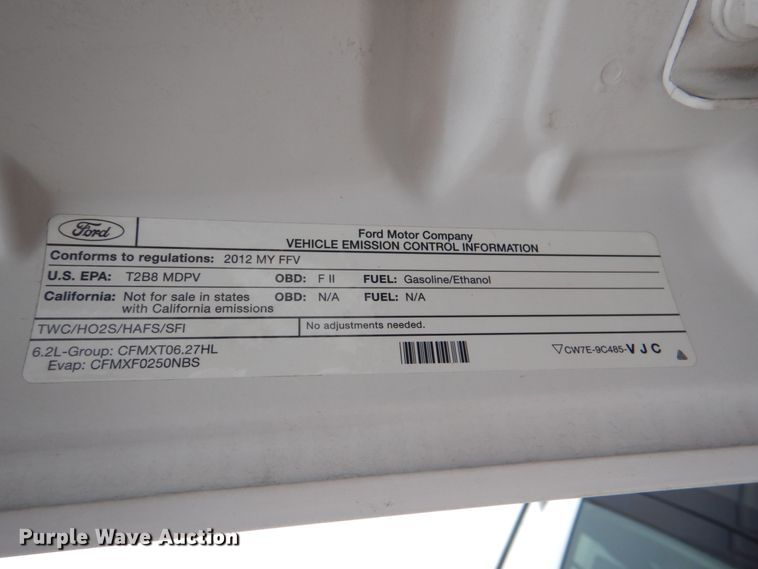 Ford
Ford Motor Company
VEHICLE EMISSION CONTROL INFORMATION
Conforms to regulations: 2012 MY FFV
U.S. EPA: T2B8 MDPV OBD: F II FUEL: Gasoline/Ethanol
California: Not for sale in states with California emissions OBD: N/A FUEL: N/A
TWC/HO2S/HAFS/SFI
No adjustments needed.
6.2L-Group: CFMXT06.27HL
Evap: CFMXF0250NBS
CW7E-9C485-VJC
Purple Wave Auction